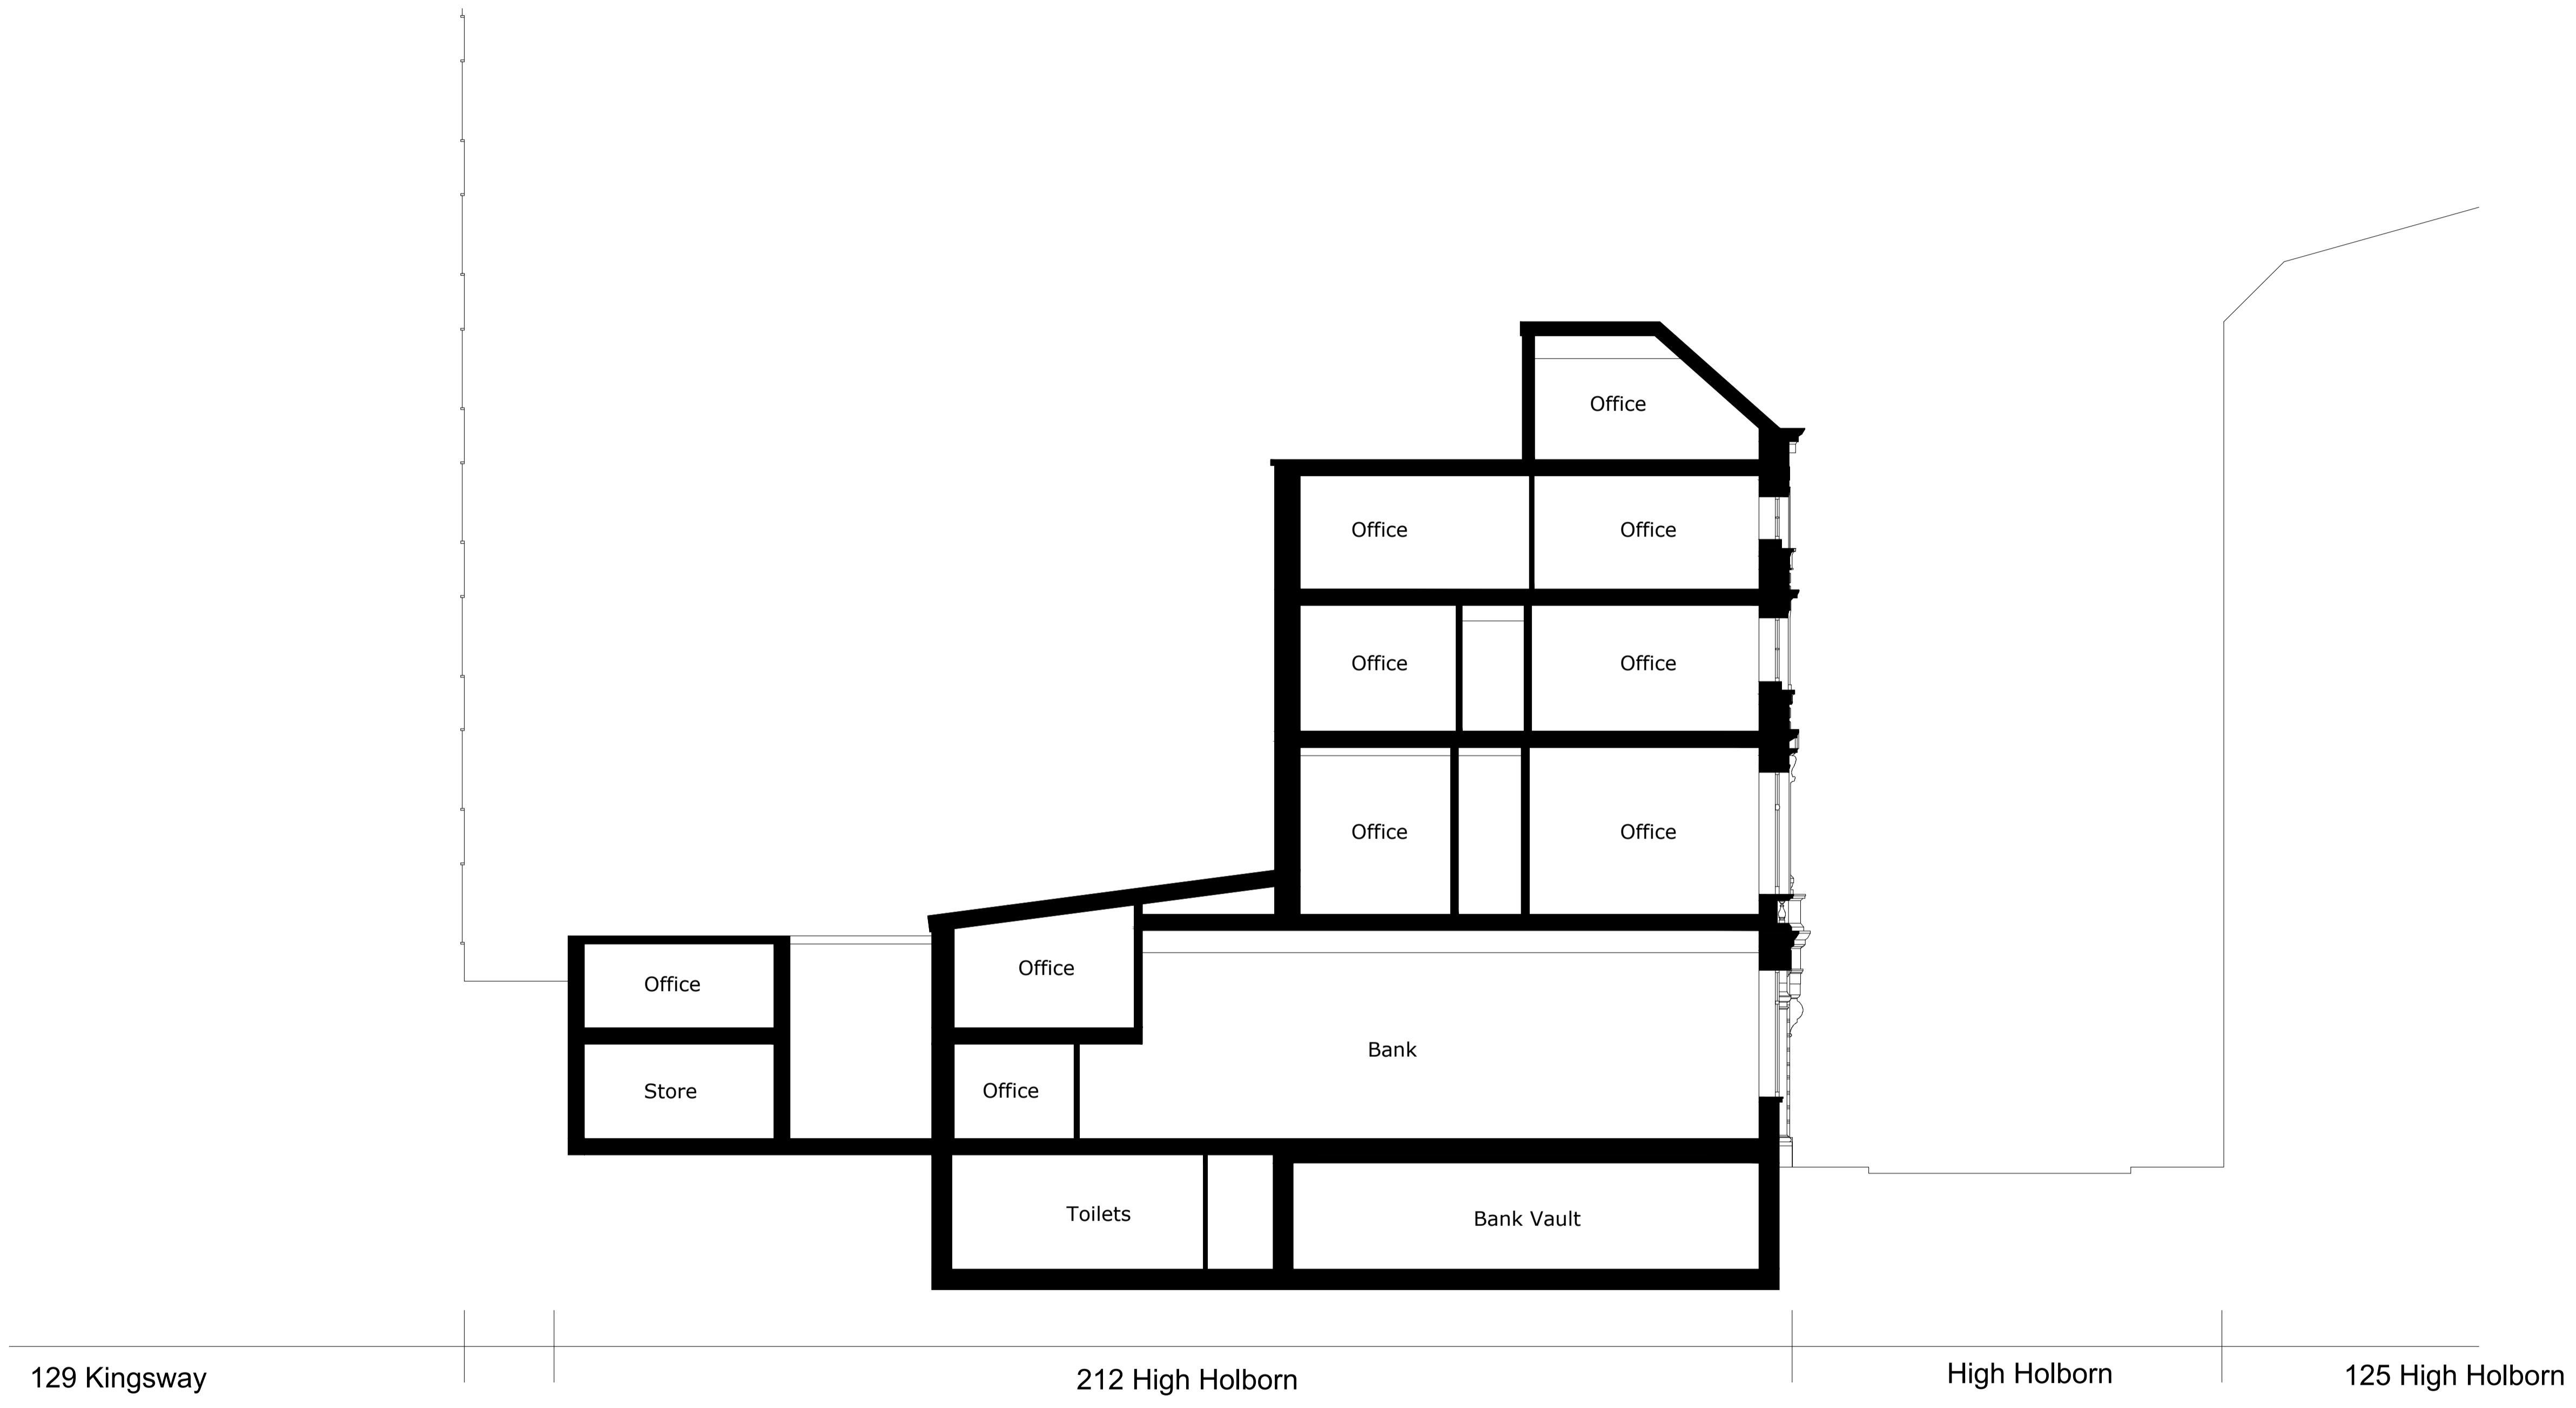 Office
Office
Office
Office
Office
Office
Office
Office
Office
Bank
Store
Office
Toilets
Bank Vault
129 Kingsway
212 High Holborn
High Holborn
125 High Holborn